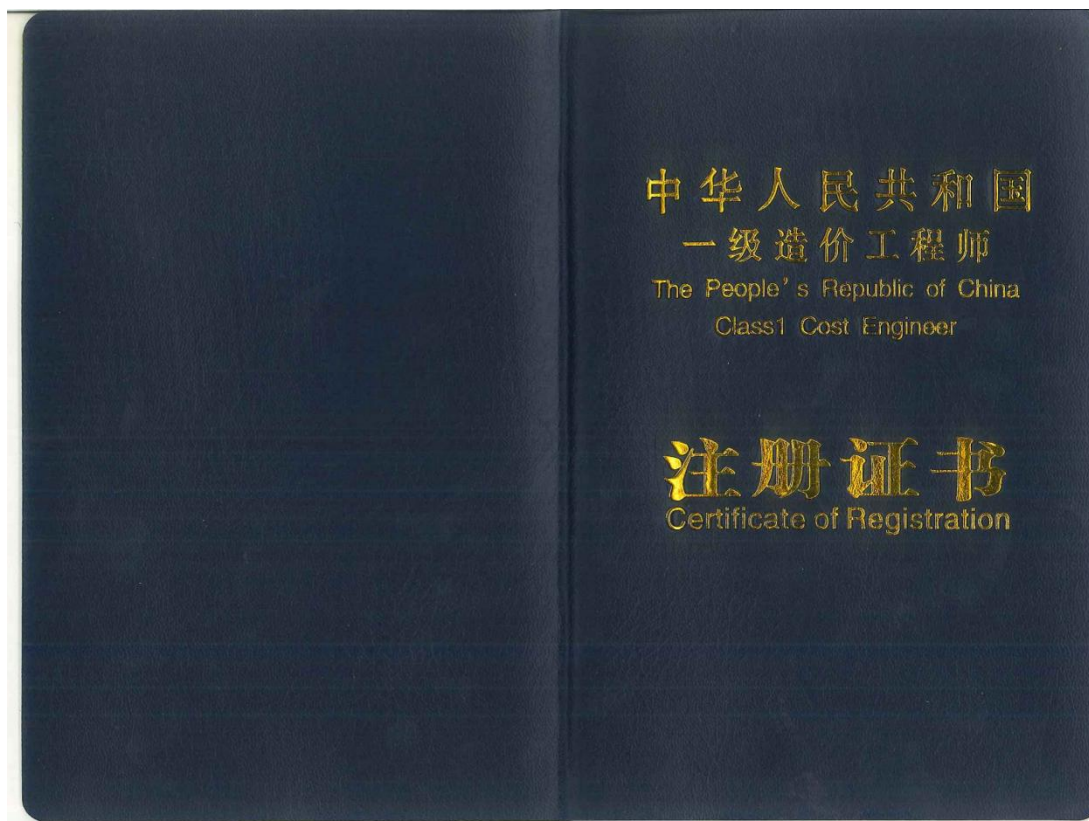 中华人民共和国
一级造价工程师
The People's Republic of China
Class1 Cost Engineer
注册证书
Certificate of Registration